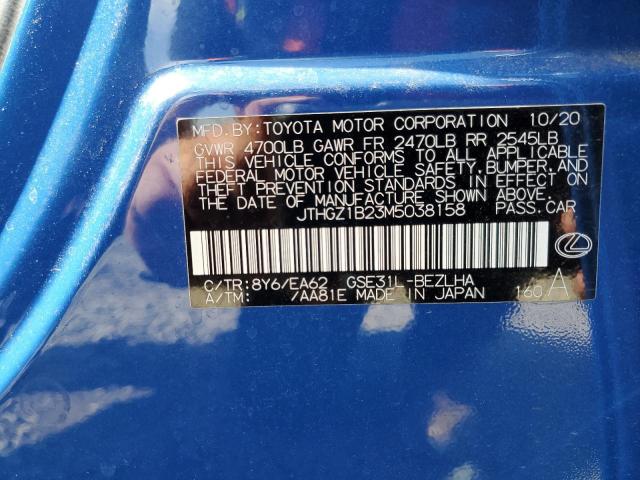 MFD.BY:TOYOTA MOTOR CORPORATION 10/20
GVWR 4700LB GAWR FR 2470LB RR 2545LB
THIS VEHICLE CONFORMS TO ALL APPLICABLE
FEDERAL MOTOR VEHICLE SAFETY,BUMPER,AND
THEFT PREVENTION STANDARDS IN EFFECT ON
THE DATE OF MANUFACTURE SHOWN ABOVE.
JTHGZ1B23M5038158 PASS.CAR
C/TR:8Y6/EA62 GSE31L-BEZLHA
A/TM: /AA81E MADE IN JAPAN 160 A